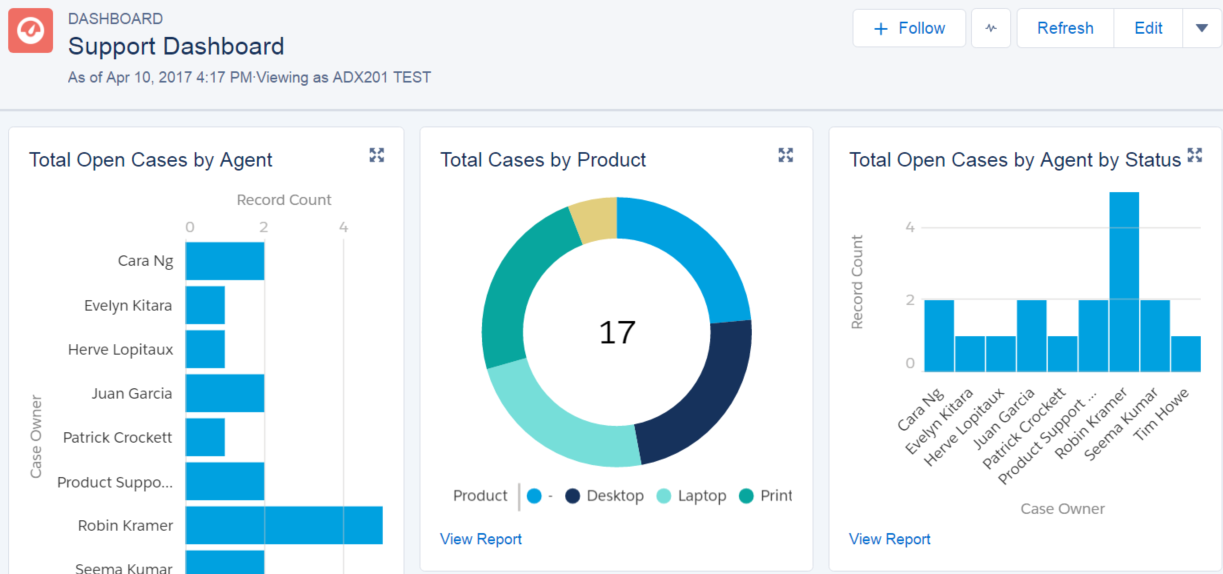 DASHBOARD
Support Dashboard
As of Apr 10, 2017 4:17 PM·Viewing as ADX201 TEST
+ Follow
Refresh
Edit
Total Open Cases by Agent
Record Count
0 2 4
Case Owner
Cara Ng
Evelyn Kitara
Herve Lopitaux
Juan Garcia
Patrick Crockett
Product Suppo...
Robin Kramer
Seema Kumar
Total Cases by Product
17
Product - Desktop Laptop Print
View Report
Total Open Cases by Agent by Status
Record Count
4
2
0
Cara Ng
Evelyn Kitara
Herve Lopitaux
Juan Garcia
Patrick Crockett
Product Support ...
Robin Kramer
Seema Kumar
Tim Howe
Case Owner
View Report